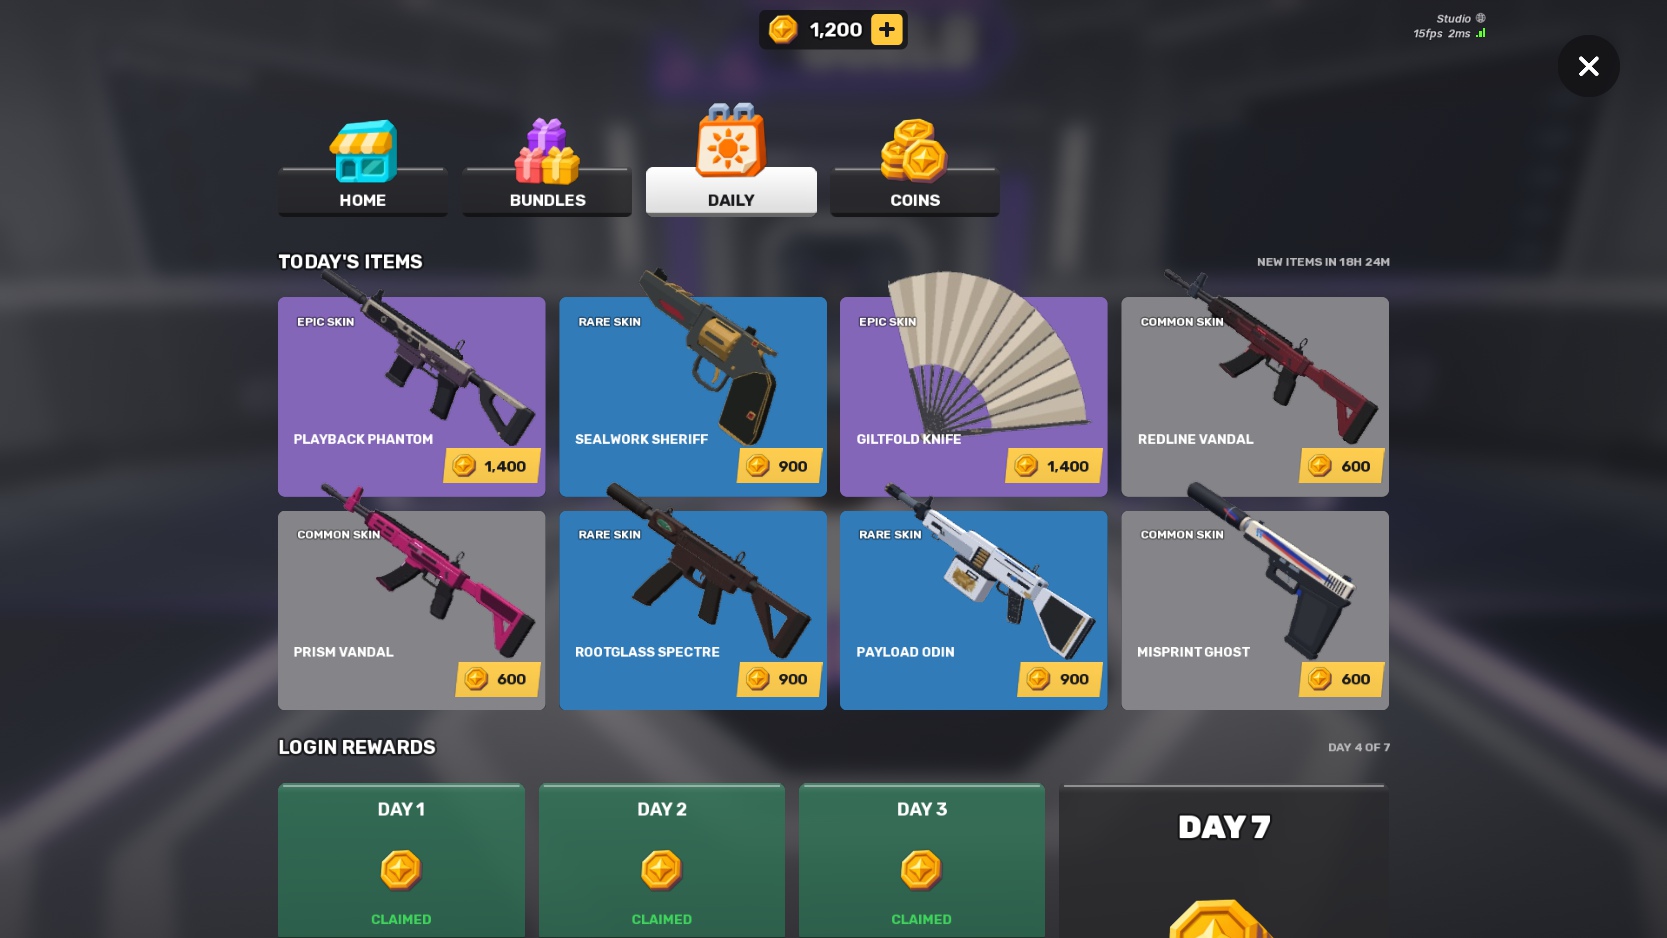 1,200
Studio
15fps 2ms
HOME
BUNDLES
DAILY
COINS
TODAY'S ITEMS
NEW ITEMS IN 18H 24M
EPIC SKIN
PLAYBACK PHANTOM
1,400
RARE SKIN
SEALWORK SHERIFF
900
EPIC SKIN
GILTFOLD KNIFE
1,400
COMMON SKIN
REDLINE VANDAL
600
COMMON SKIN
PRISM VANDAL
600
RARE SKIN
ROOTGLASS SPECTRE
900
RARE SKIN
PAYLOAD ODIN
900
COMMON SKIN
MISPRINT GHOST
600
LOGIN REWARDS
DAY 4 OF 7
DAY 1
CLAIMED
DAY 2
CLAIMED
DAY 3
CLAIMED
DAY 7